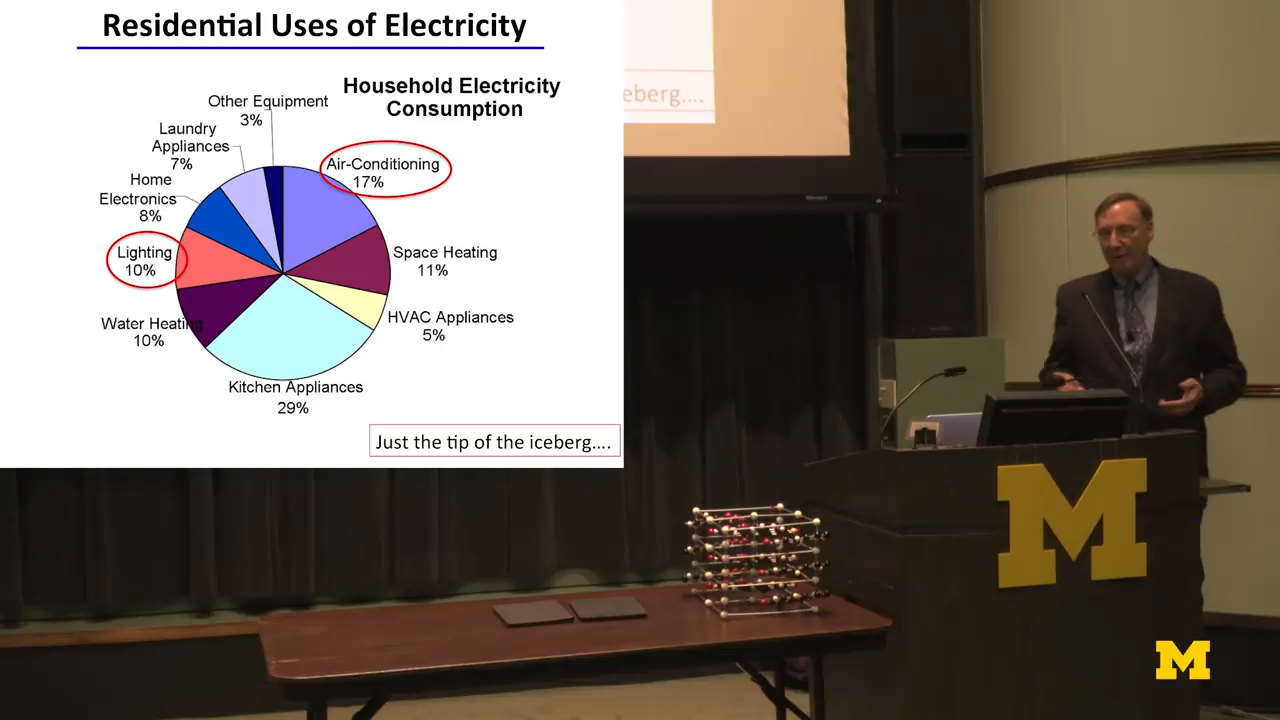 Residential Uses of Electricity
Household Electricity
Consumption
Other Equipment
3%
Laundry
Appliances
7%
Home
Electronics
8%
Lighting
10%
Water Heating
10%
Kitchen Appliances
29%
HVAC Appliances
5%
Space Heating
11%
Air-Conditioning
17%
Just the tip of the iceberg....
eberg....
M
M